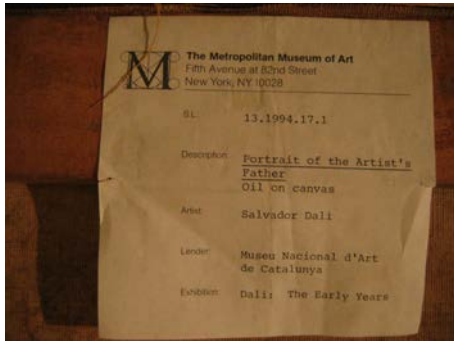 M
The Metropolitan Museum of Art
Fifth Avenue at 82nd Street
New York, NY 10028
S.L. 13.1994.17.1
Description: Portrait of the Artist's
Father
Oil on canvas
Artist: Salvador Dali
Lender: Museu Nacional d'Art
de Catalunya
Exhibition: Dali: The Early Years